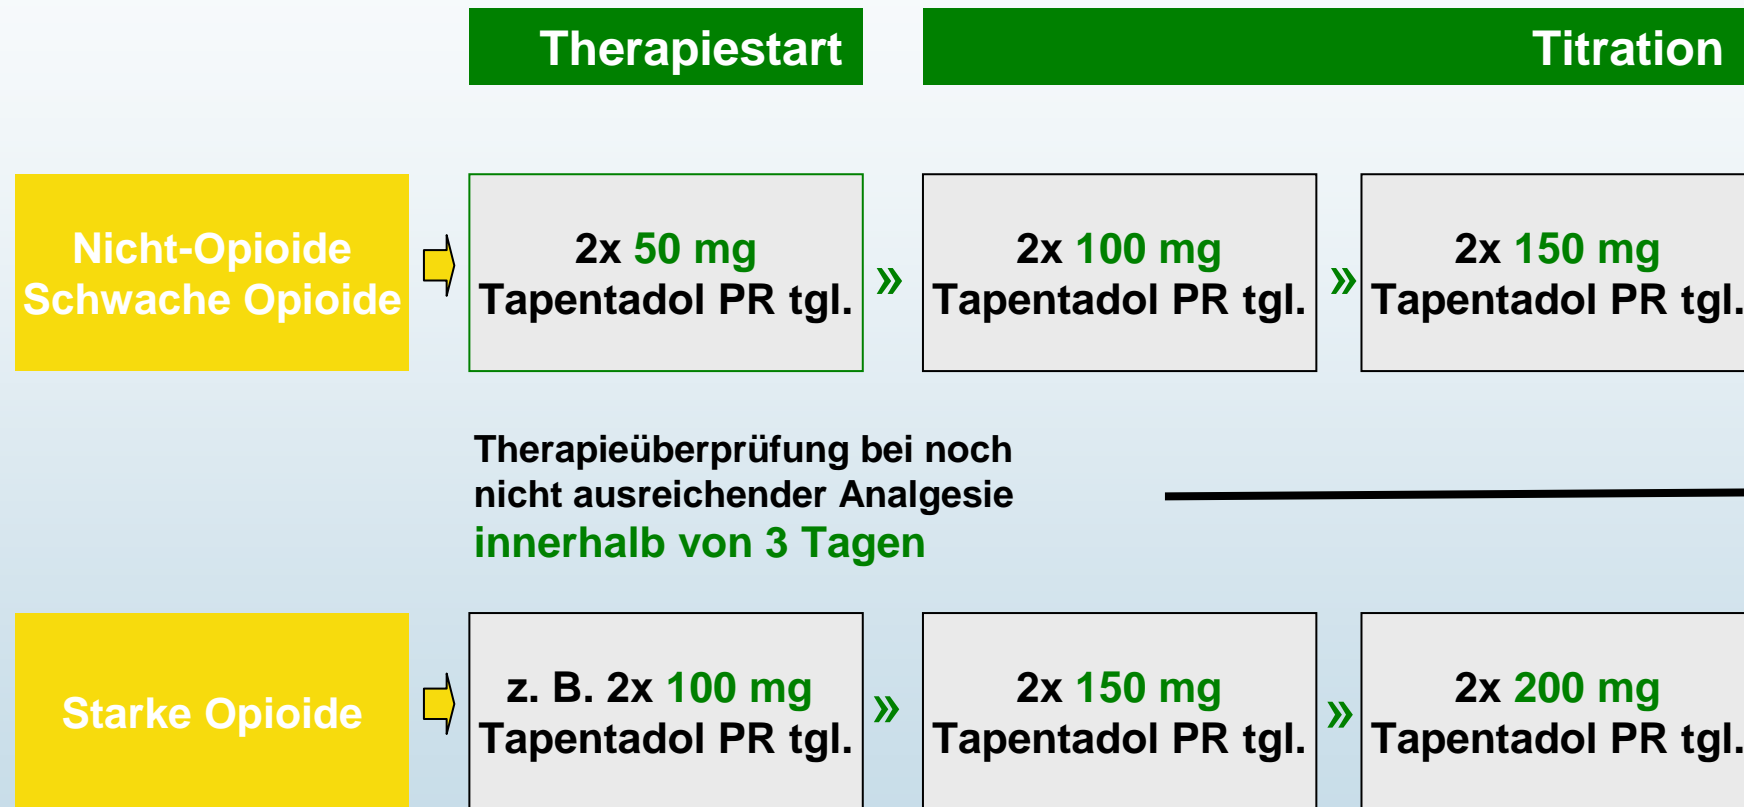 Therapiestart
Titration
Nicht-Opioide
Schwache Opioide
2x 50 mg
Tapentadol PR tgl.
»
2x 100 mg
Tapentadol PR tgl.
»
2x 150 mg
Tapentadol PR tgl.
Therapieüberprüfung bei noch
nicht ausreichender Analgesie
innerhalb von 3 Tagen
Starke Opioide
z. B. 2x 100 mg
Tapentadol PR tgl.
»
2x 150 mg
Tapentadol PR tgl.
»
2x 200 mg
Tapentadol PR tgl.